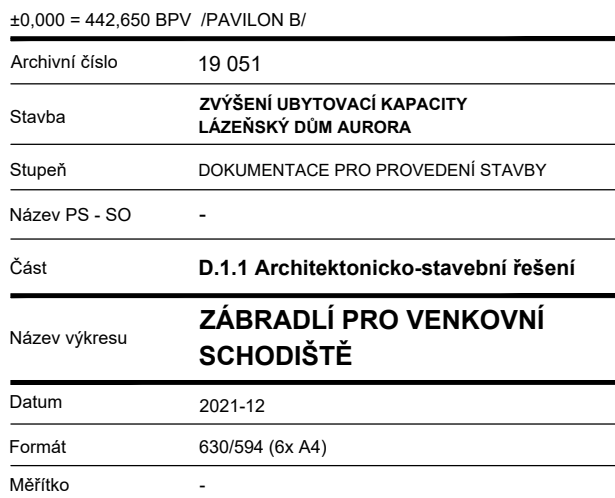 ±0,000 = 442,650 BPV /PAVILON B/
Archivní číslo 19 051
Stavba ZVÝŠENÍ UBYTOVACÍ KAPACITY
LÁZEŇSKÝ DŮM AURORA
Stupeň DOKUMENTACE PRO PROVEDENÍ STAVBY
Název PS - SO -
Část D.1.1 Architektonicko-stavební řešení
Název výkresu ZÁBRADLÍ PRO VENKOVNÍ
SCHODIŠTĚ
Datum 2021-12
Formát 630/594 (6x A4)
Měřítko -